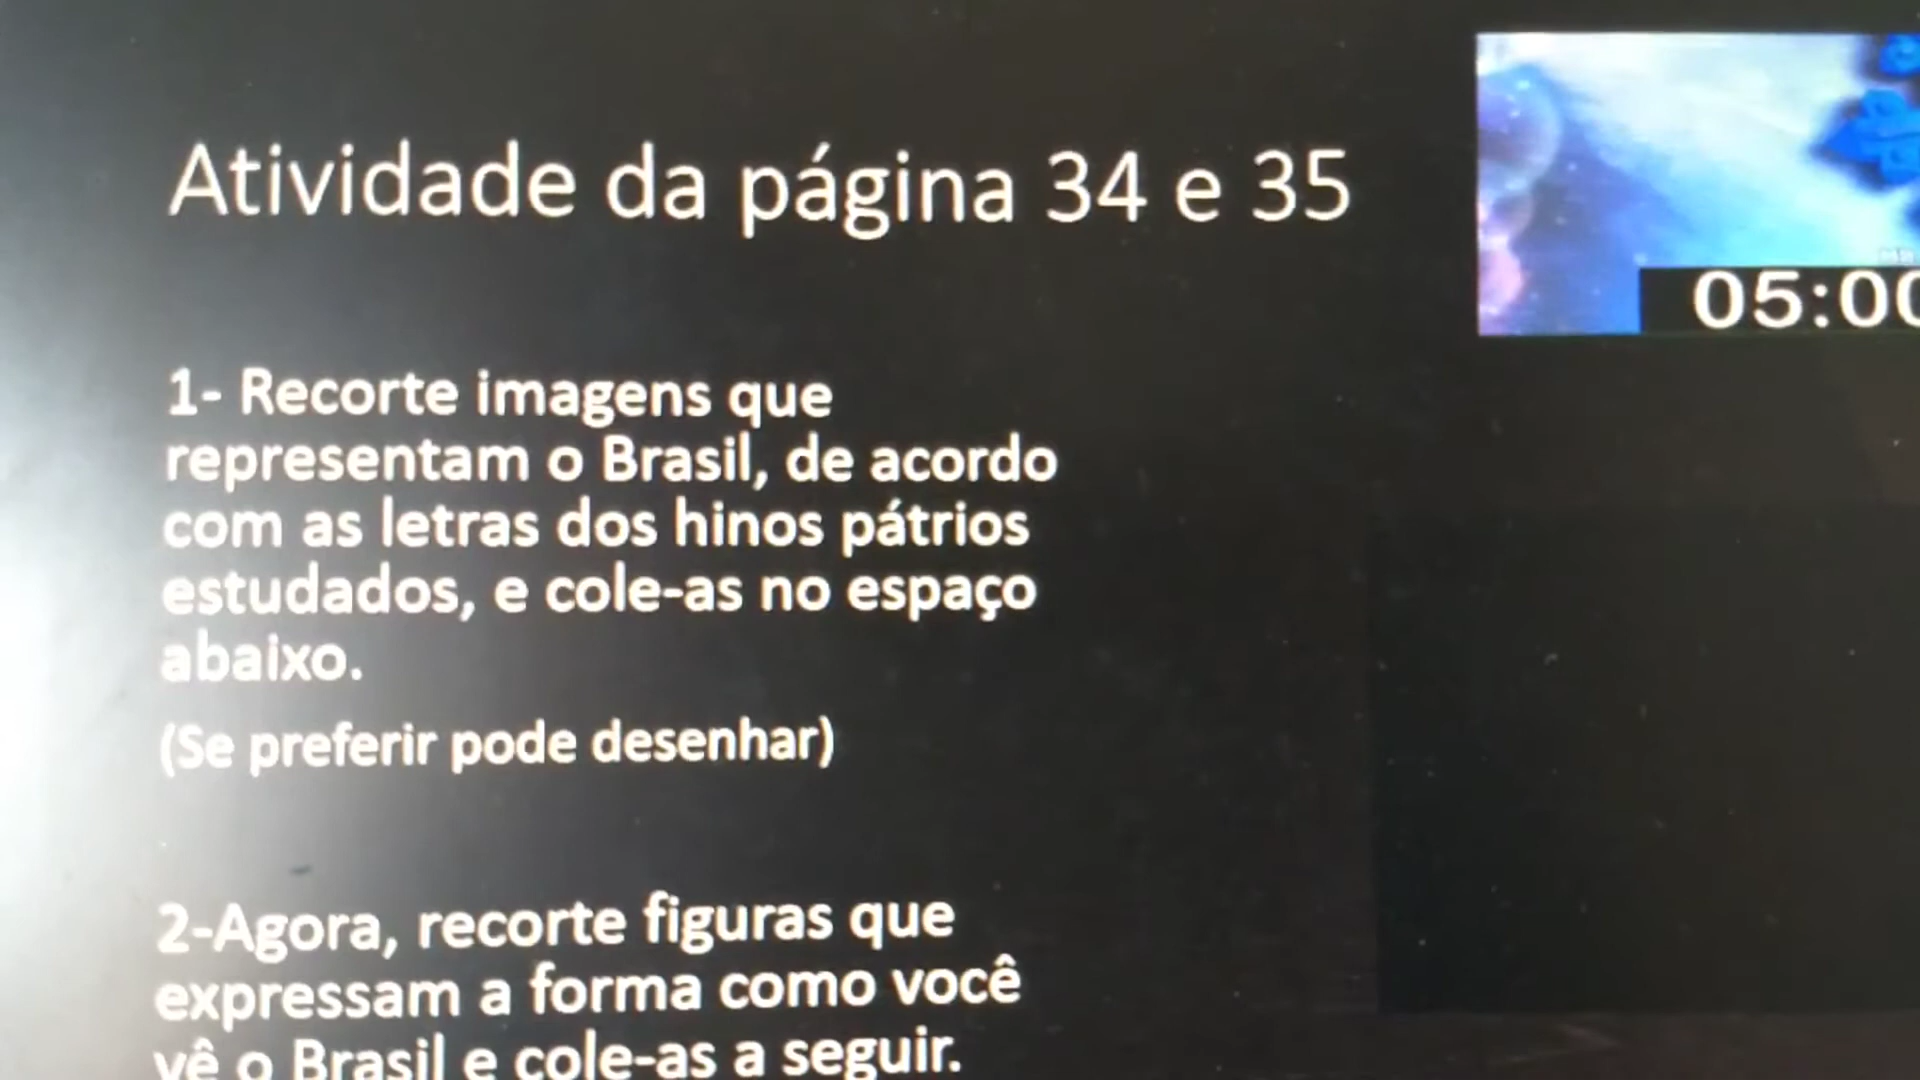 Atividade da página 34 e 35
05:00
1- Recorte imagens que
representam o Brasil, de acordo
com as letras dos hinos pátrios
estudados, e cole-as no espaço
abaixo.
(Se preferir pode desenhar)
2-Agora, recorte figuras que
expressam a forma como você
vê o Brasil e cole-as a seguir.